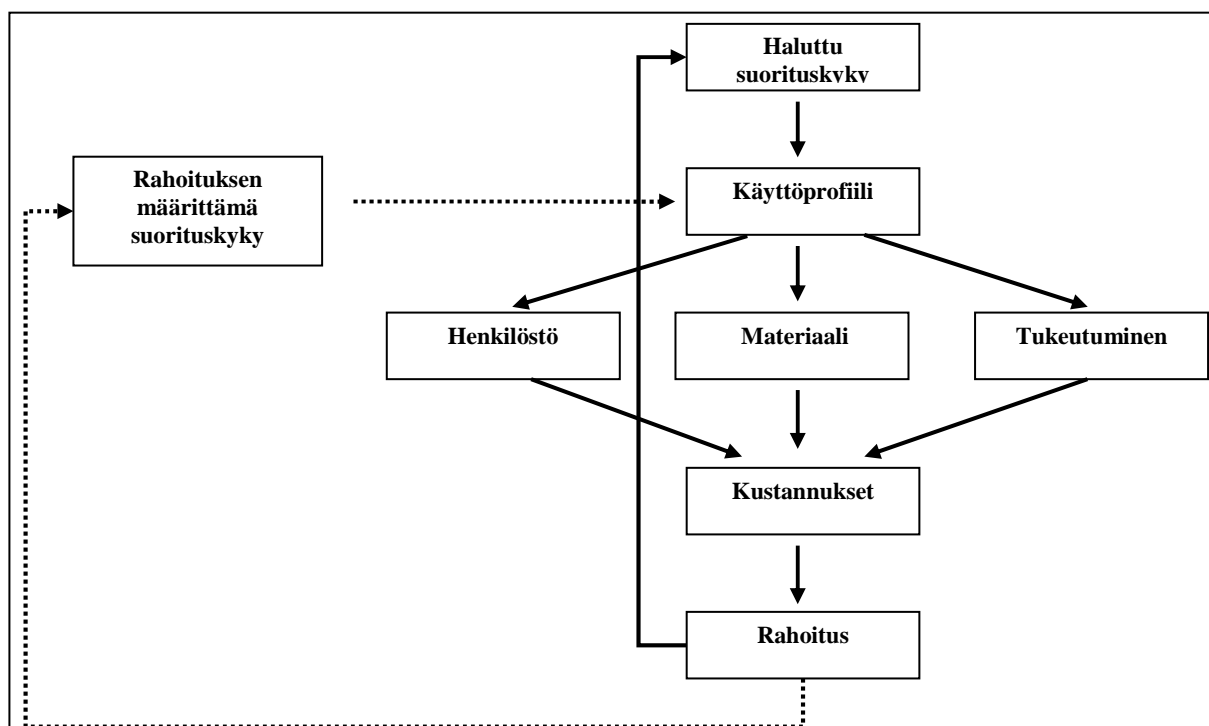 Haluttu
suorituskyky
Rahoituksen
määrittämä
suorituskyky
Käyttöprofiili
Henkilöstö
Materiaali
Tukeutuminen
Kustannukset
Rahoitus